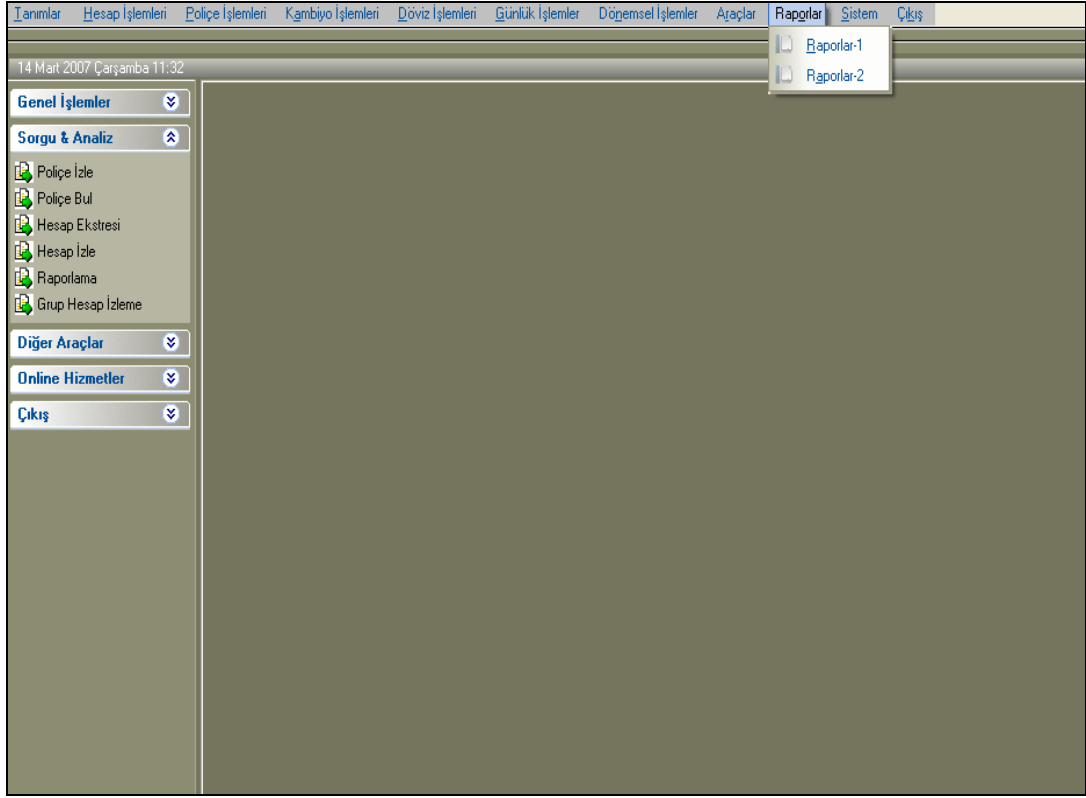 Tanımlar Hesap İşlemleri Poliçe İşlemleri Kambiyo İşlemleri Döviz İşlemleri Günlük İşlemler Dönemsel İşlemler Araçlar Raporlar Sistem Çıkış
Raporlar-1
Raporlar-2
14 Mart 2007 Çarşamba 11:32
Genel İşlemler
Sorgu & Analiz
Poliçe İzle
Poliçe Bul
Hesap Ekstresi
Hesap İzle
Raporlama
Grup Hesap İzleme
Diğer Araçlar
Online Hizmetler
Çıkış